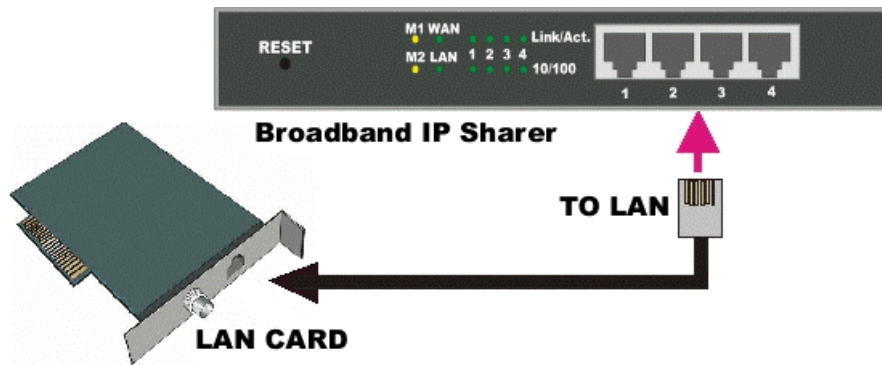 M1 WAN
Link/Act.
RESET
1 2 3 4
M2 LAN
10/100
1 2 3 4
Broadband IP Sharer
TO LAN
LAN CARD